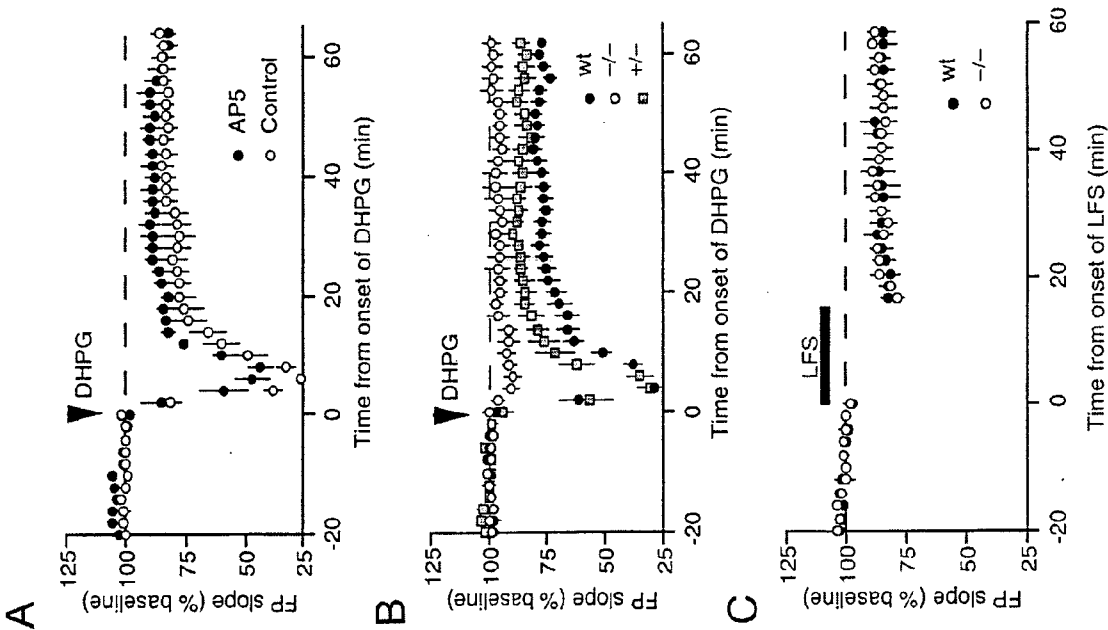 A
DHPG
125
100
75
50
25
FP slope (% baseline)
AP5
Control
-20
0
20
40
60
Time from onset of DHPG (min)
B
DHPG
125
100
75
50
25
FP slope (% baseline)
wt
–/–
+/–
-20
0
20
40
60
Time from onset of DHPG (min)
C
LFS
125
100
75
50
25
FP slope (% baseline)
wt
–/–
-20
0
20
40
60
Time from onset of LFS (min)